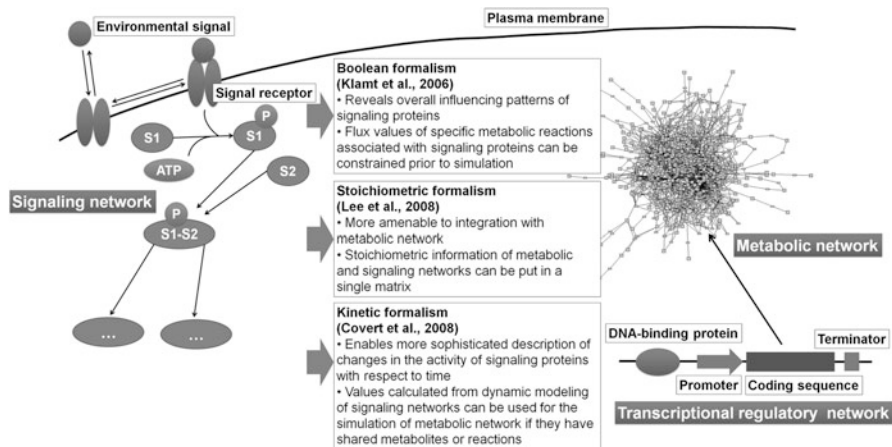 Environmental signal
Plasma membrane
Signal receptor
P
S1
S1
ATP
S2
Signaling network
P
S1-S2
...
...
Boolean formalism
(Klamt et al., 2006)
• Reveals overall influencing patterns of
signaling proteins
• Flux values of specific metabolic reactions
associated with signaling proteins can be
constrained prior to simulation
Stoichiometric formalism
(Lee et al., 2008)
• More amenable to integration with
metabolic network
• Stoichiometric information of metabolic
and signaling networks can be put in a
single matrix
Kinetic formalism
(Covert et al., 2008)
• Enables more sophisticated description of
changes in the activity of signaling proteins
with respect to time
• Values calculated from dynamic modeling
of signaling networks can be used for the
simulation of metabolic network if they have
shared metabolites or reactions
Metabolic network
DNA-binding protein
Terminator
Promoter
Coding sequence
Transcriptional regulatory network